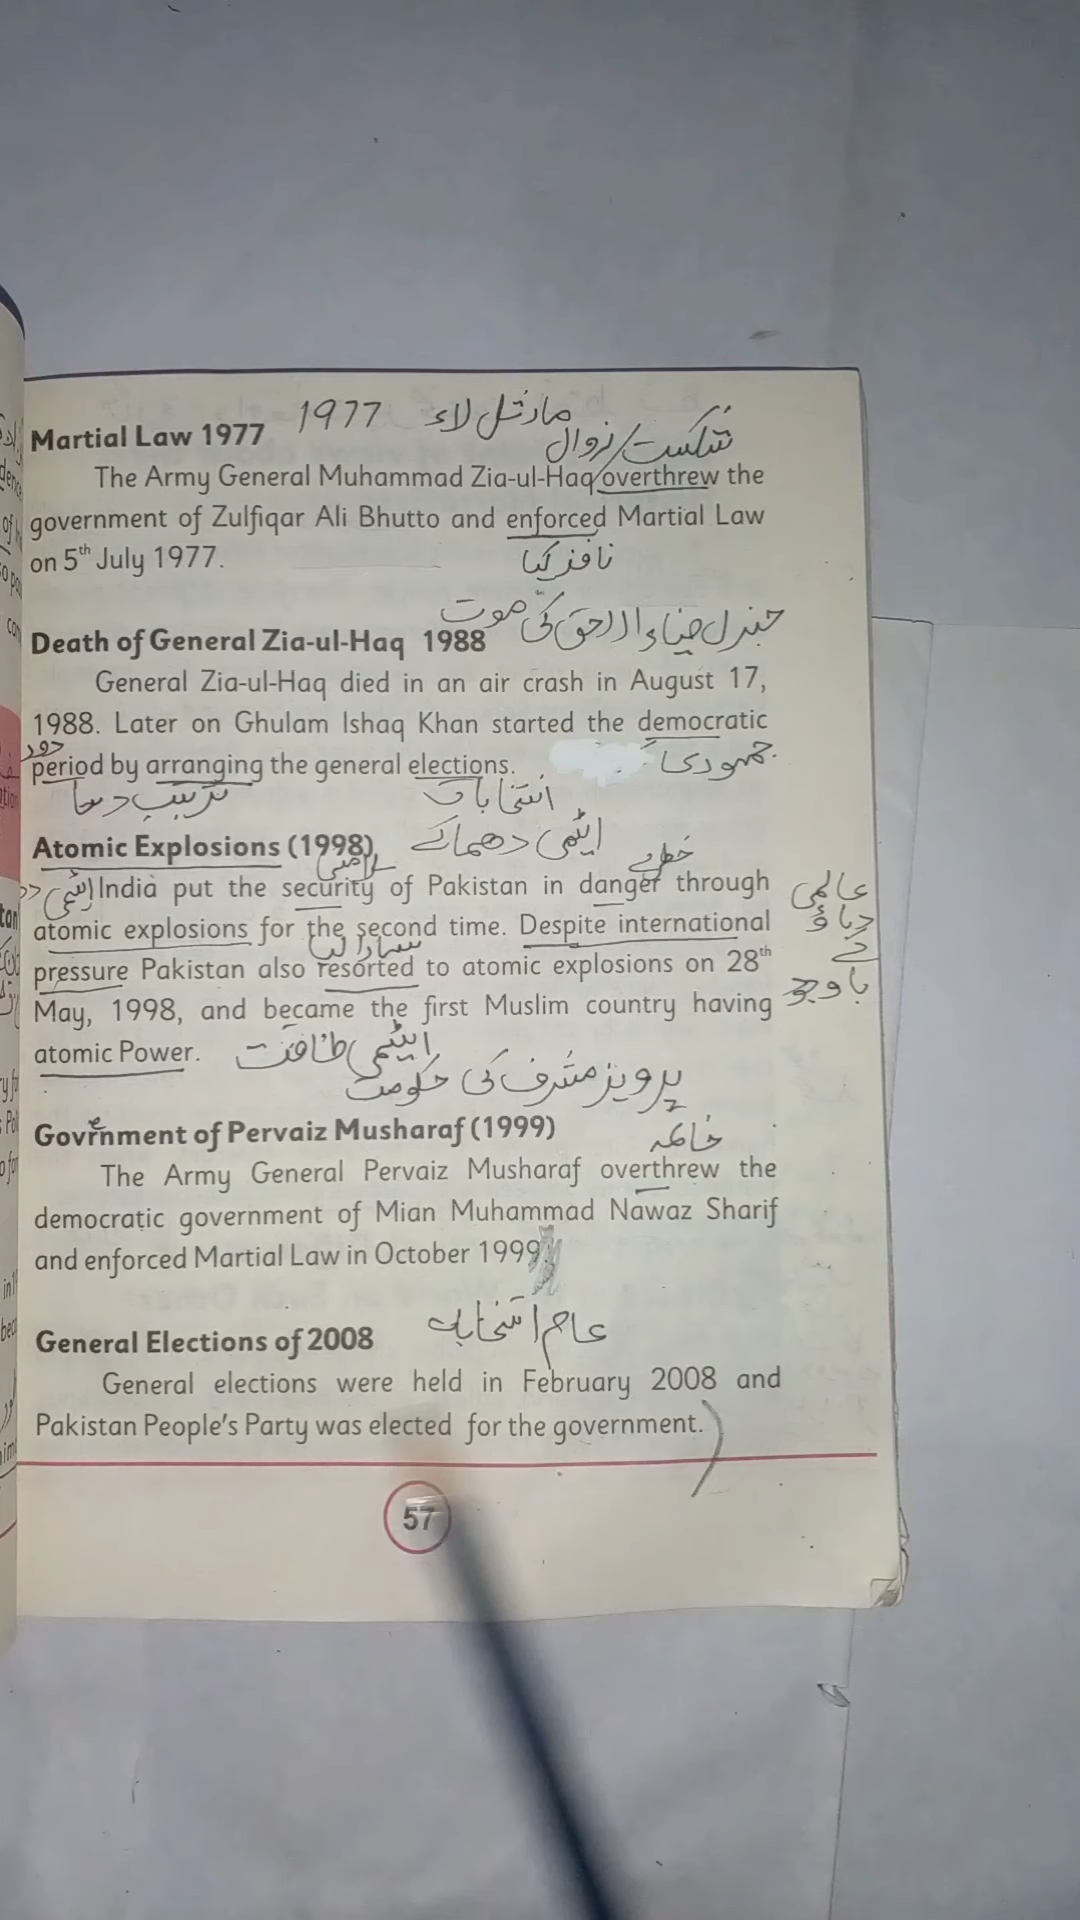 Martial Law 1977 1977 مارشل لاء
شکست/زوال
The Army General Muhammad Zia-ul-Haq overthrew the
government of Zulfiqar Ali Bhutto and enforced Martial Law
on 5th July 1977. نافذ کیا
جنرل ضیاء الحق کی موت
Death of General Zia-ul-Haq 1988
General Zia-ul-Haq died in an air crash in August 17,
1988. Later on Ghulam Ishaq Khan started the democratic
دور
period by arranging the general elections. جمہوری
ترتیب دینا انتخابات
Atomic Explosions (1998) ایٹمی دھماکے
سلامتی خطرے
ایٹمی India put the security of Pakistan in danger through عالمی
atomic explosions for the second time. Despite international دباؤ
سہارا لیا کے
pressure Pakistan also resorted to atomic explosions on 28th
May, 1998, and became the first Muslim country having باوجود
atomic Power. ایٹمی طاقت
پرویز مشرف کی حکومت
Government of Pervaiz Musharaf (1999) خاتمہ
The Army General Pervaiz Musharaf overthrew the
democratic government of Mian Muhammad Nawaz Sharif
and enforced Martial Law in October 1999.
General Elections of 2008 عام انتخابات
General elections were held in February 2008 and
Pakistan People's Party was elected for the government.
57